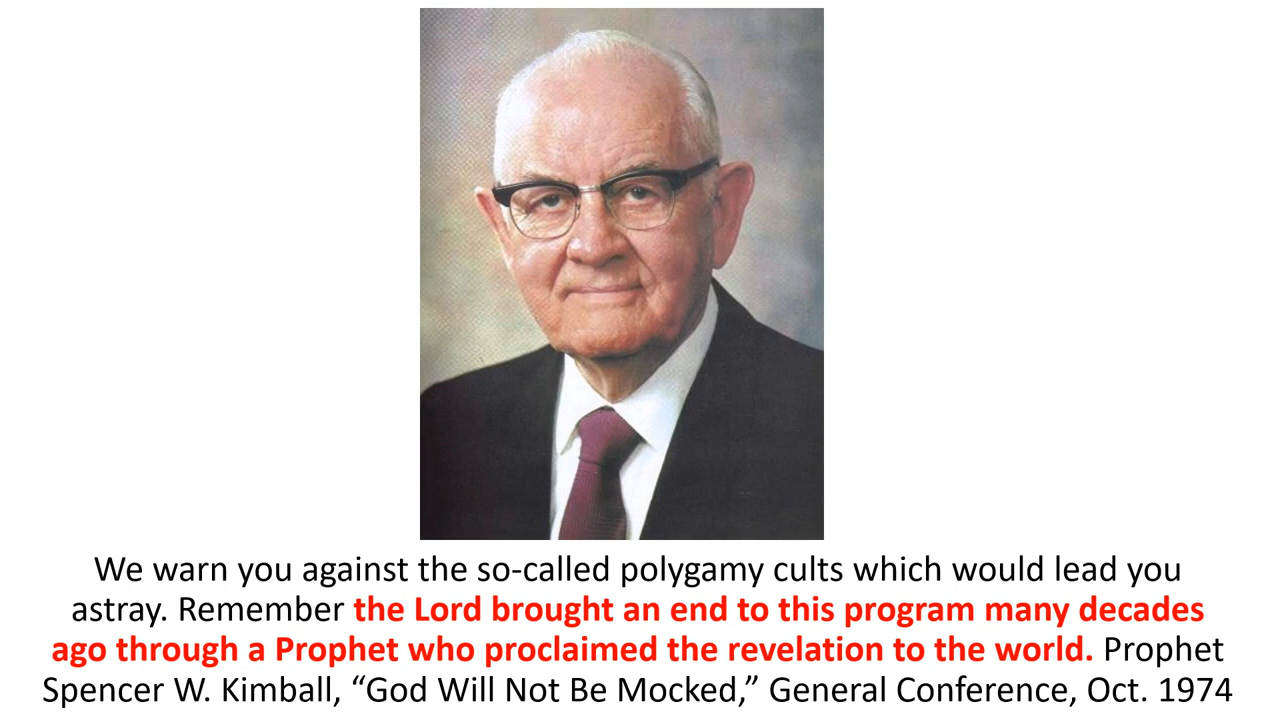 We warn you against the so-called polygamy cults which would lead you
astray. Remember the Lord brought an end to this program many decades
ago through a Prophet who proclaimed the revelation to the world. Prophet
Spencer W. Kimball, “God Will Not Be Mocked,” General Conference, Oct. 1974